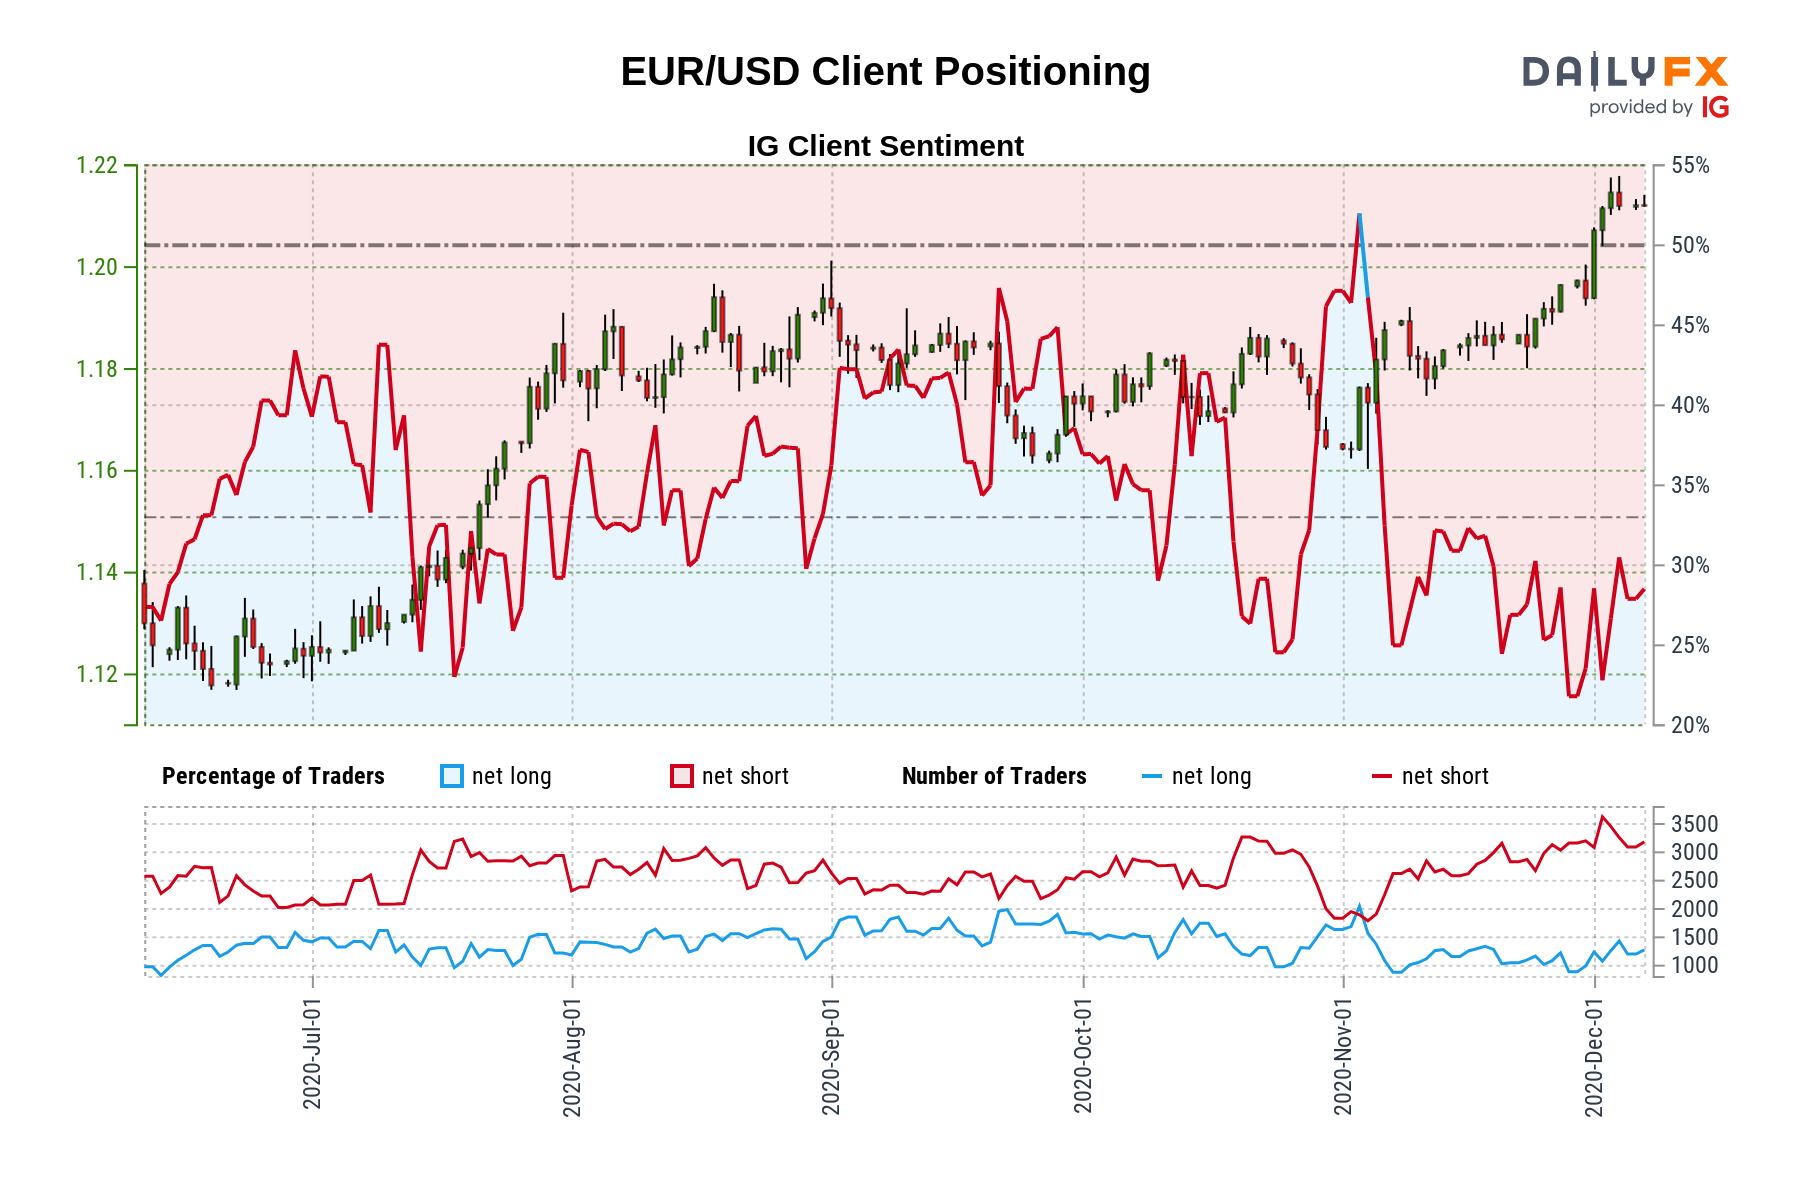 EUR/USD Client Positioning
DAILYFX
provided by IG
IG Client Sentiment
1.22
1.20
1.18
1.16
1.14
1.12
55%
50%
45%
40%
35%
30%
25%
20%
Percentage of Traders net long net short Number of Traders net long net short
3500
3000
2500
2000
1500
1000
2020-Jul-01
2020-Aug-01
2020-Sep-01
2020-Oct-01
2020-Nov-01
2020-Dec-01